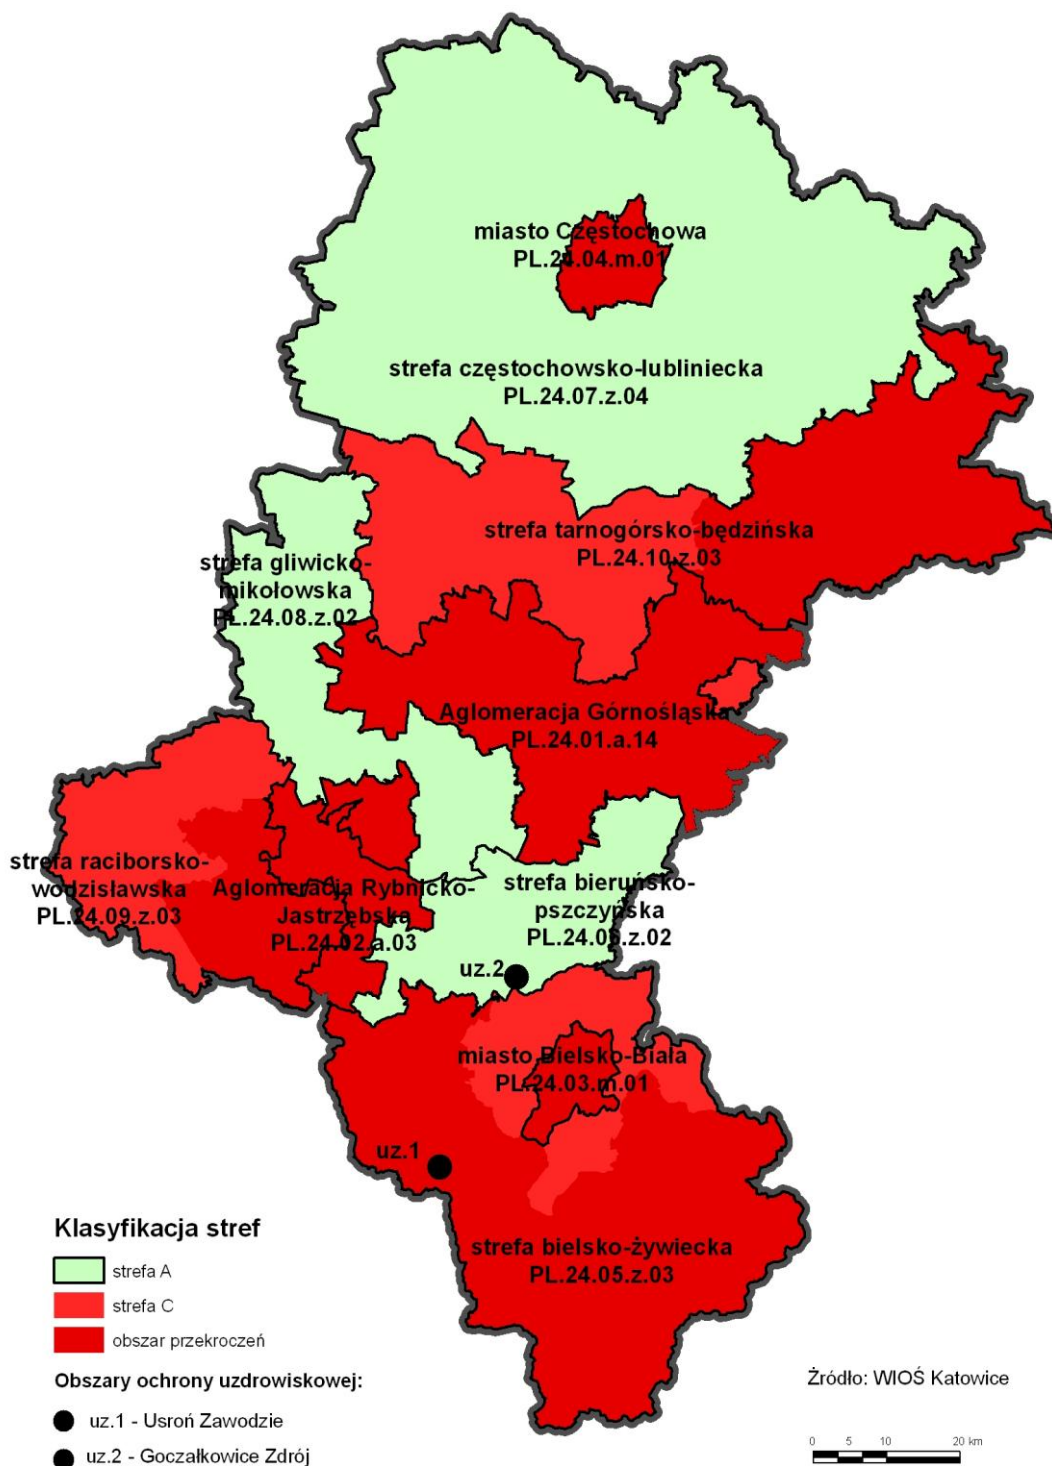 miasto Częstochowa
PL.24.04.m.01
strefa częstochowsko-lubliniecka
PL.24.07.z.04
strefa tarnogórsko-będzińska
PL.24.10.z.03
strefa gliwicko-
mikołowska
PL.24.08.z.02
Aglomeracja Górnośląska
PL.24.01.a.14
strefa raciborsko-
wodzisławska
PL.24.09.z.03
Aglomeracja Rybnicko-
Jastrzębska
PL.24.02.a.03
strefa bieruńsko-
pszczyńska
PL.24.06.z.02
uz.2
miasto Bielsko-Biała
PL.24.03.m.01
uz.1
strefa bielsko-żywiecka
PL.24.05.z.03
Klasyfikacja stref
strefa A
strefa C
obszar przekroczeń
Obszary ochrony uzdrowiskowej:
uz.1 - Usroń Zawodzie
uz.2 - Goczałkowice Zdrój
Żródło: WIOŚ Katowice
0 5 10 20 km